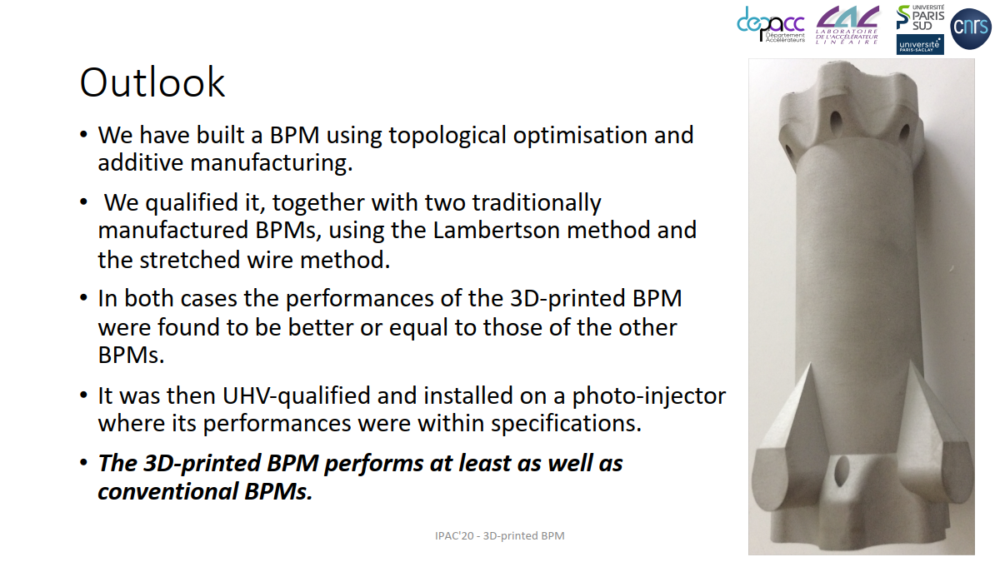 depacc
Département
Accélérateurs
LAL
LABORATOIRE
DE L'ACCÉLÉRATEUR
LINÉAIRE
UNIVERSITÉ
PARIS
SUD
université
PARIS-SACLAY
cnrs
Outlook
• We have built a BPM using topological optimisation and
additive manufacturing.
• We qualified it, together with two traditionally
manufactured BPMs, using the Lambertson method and
the stretched wire method.
• In both cases the performances of the 3D-printed BPM
were found to be better or equal to those of the other
BPMs.
• It was then UHV-qualified and installed on a photo-injector
where its performances were within specifications.
• The 3D-printed BPM performs at least as well as
conventional BPMs.
IPAC'20 - 3D-printed BPM